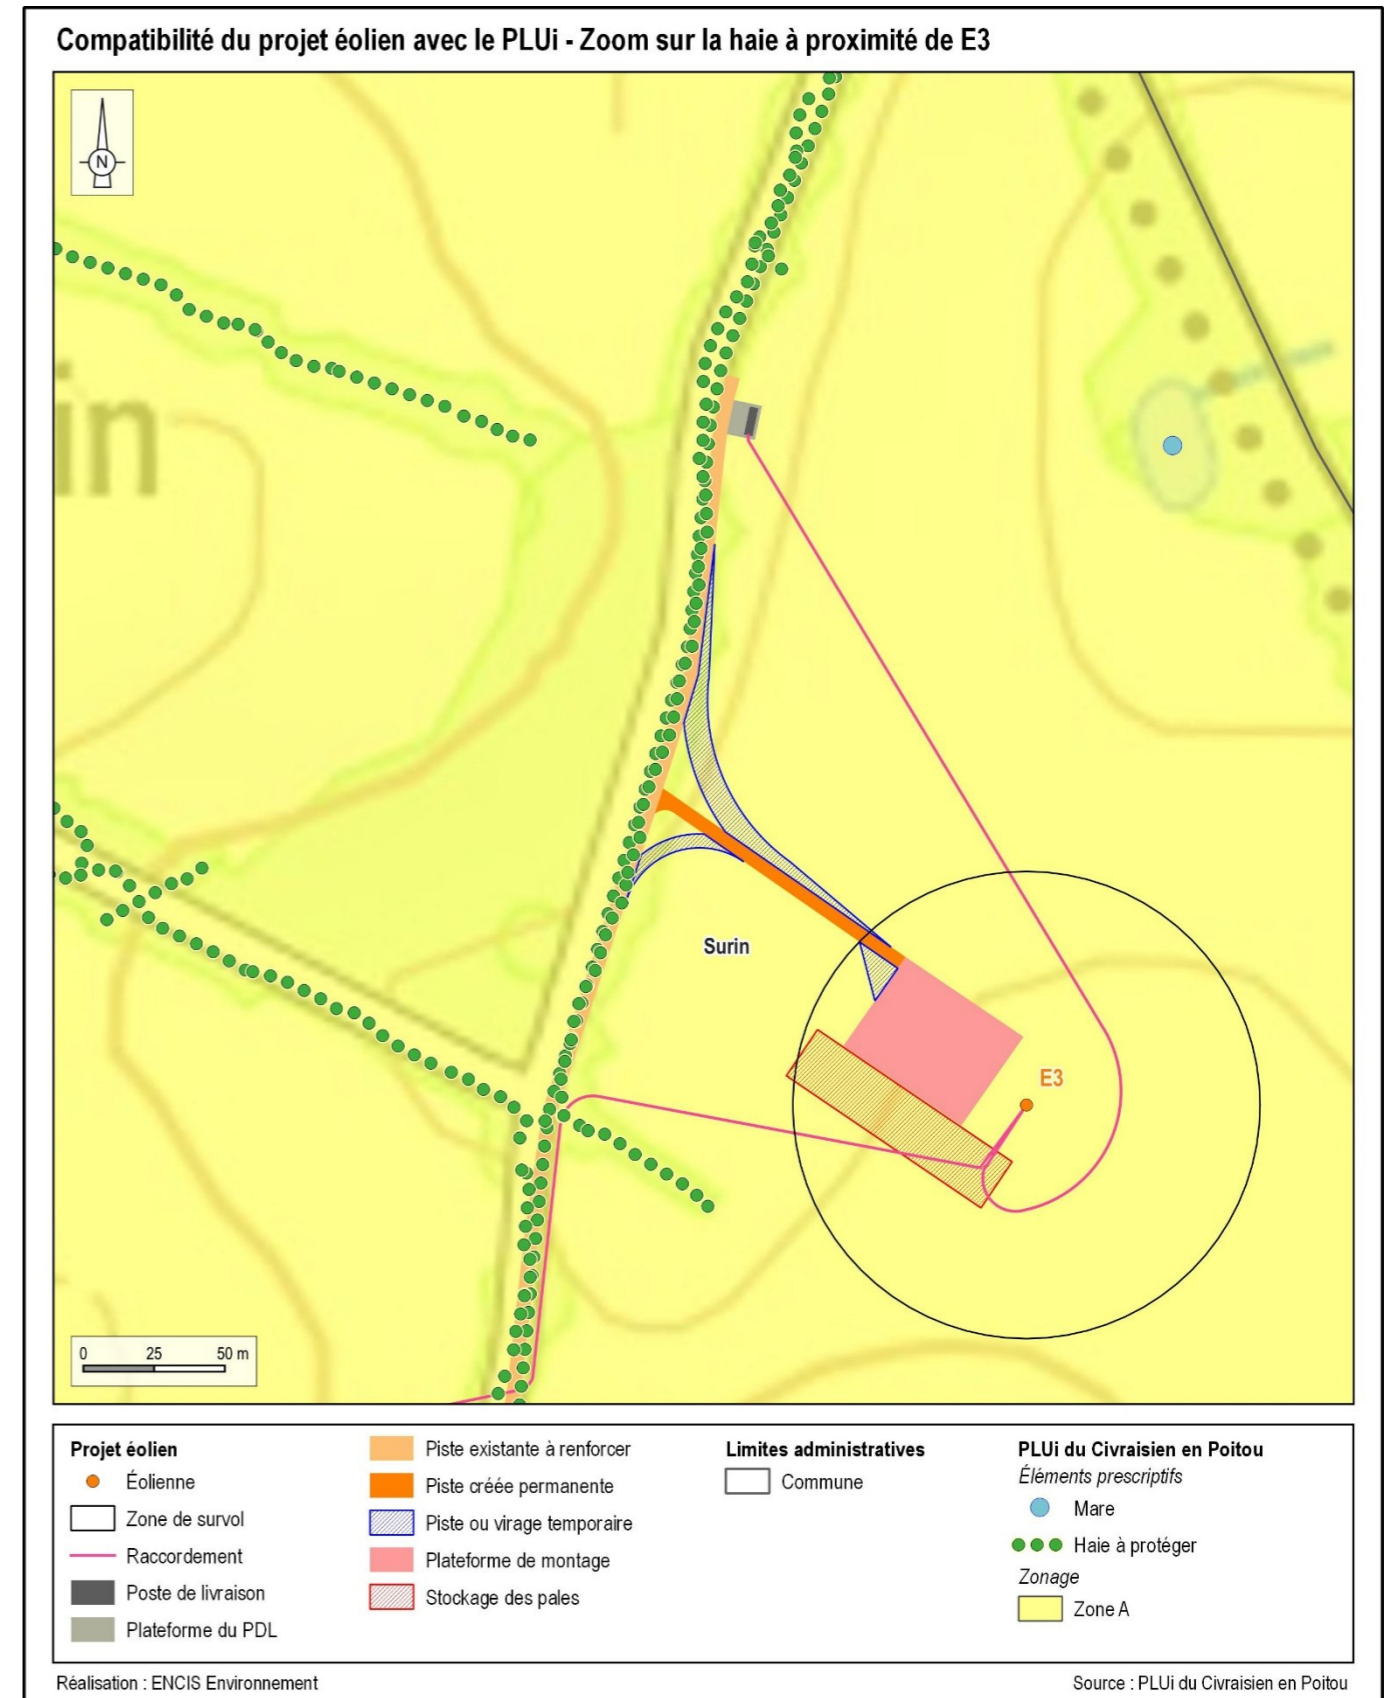 Compatibilité du projet éolien avec le PLUi - Zoom sur la haie à proximité de E3
N
in
Surin
E3
0 25 50 m
Projet éolien
Éolienne
Zone de survol
Raccordement
Poste de livraison
Plateforme du PDL
Piste existante à renforcer
Piste créée permanente
Piste ou virage temporaire
Plateforme de montage
Stockage des pales
Limites administratives
Commune
PLUi du Civraisien en Poitou
Éléments prescriptifs
Mare
Haie à protéger
Zonage
Zone A
Réalisation : ENCIS Environnement
Source : PLUi du Civraisien en Poitou